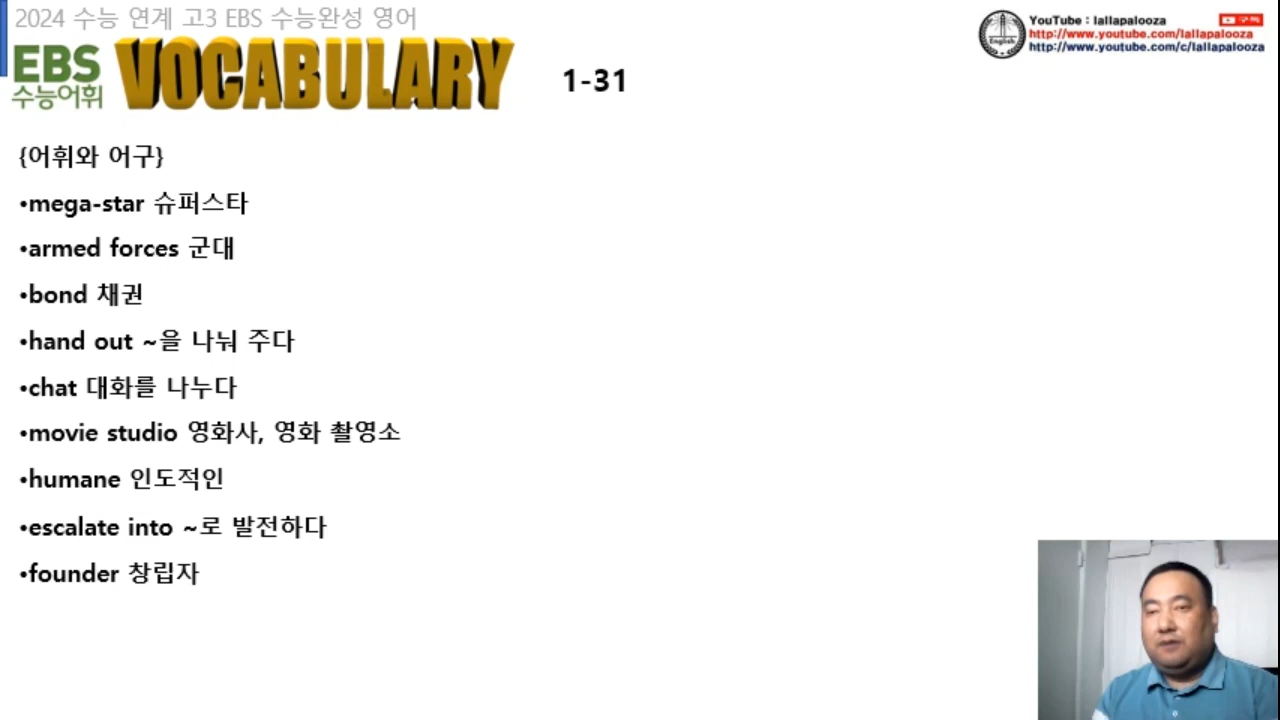 2024 수능 연계 고3 EBS 수능완성 영어
EBS
수능어휘
VOCABULARY
1-31
YouTube : lallapalooza
구독
http://www.youtube.com/lallapalooza
http://www.youtube.com/c/lallapalooza
English
{어휘와 어구}
•mega-star 슈퍼스타
•armed forces 군대
•bond 채권
•hand out ~을 나눠 주다
•chat 대화를 나누다
•movie studio 영화사, 영화 촬영소
•humane 인도적인
•escalate into ~로 발전하다
•founder 창립자